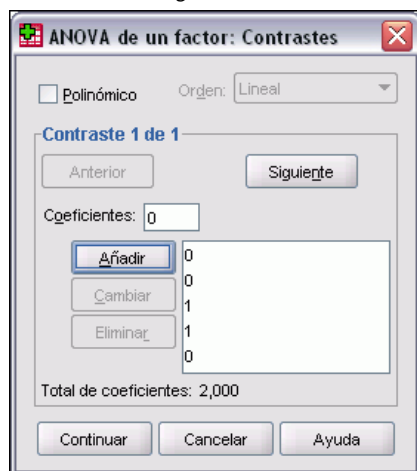 ANOVA de un factor: Contrastes
Polinómico Orden: Lineal
Contraste 1 de 1
Anterior Siguiente
Coeficientes: 0
Añadir
Cambiar
Eliminar
0
0
1
1
0
Total de coeficientes: 2,000
Continuar Cancelar Ayuda